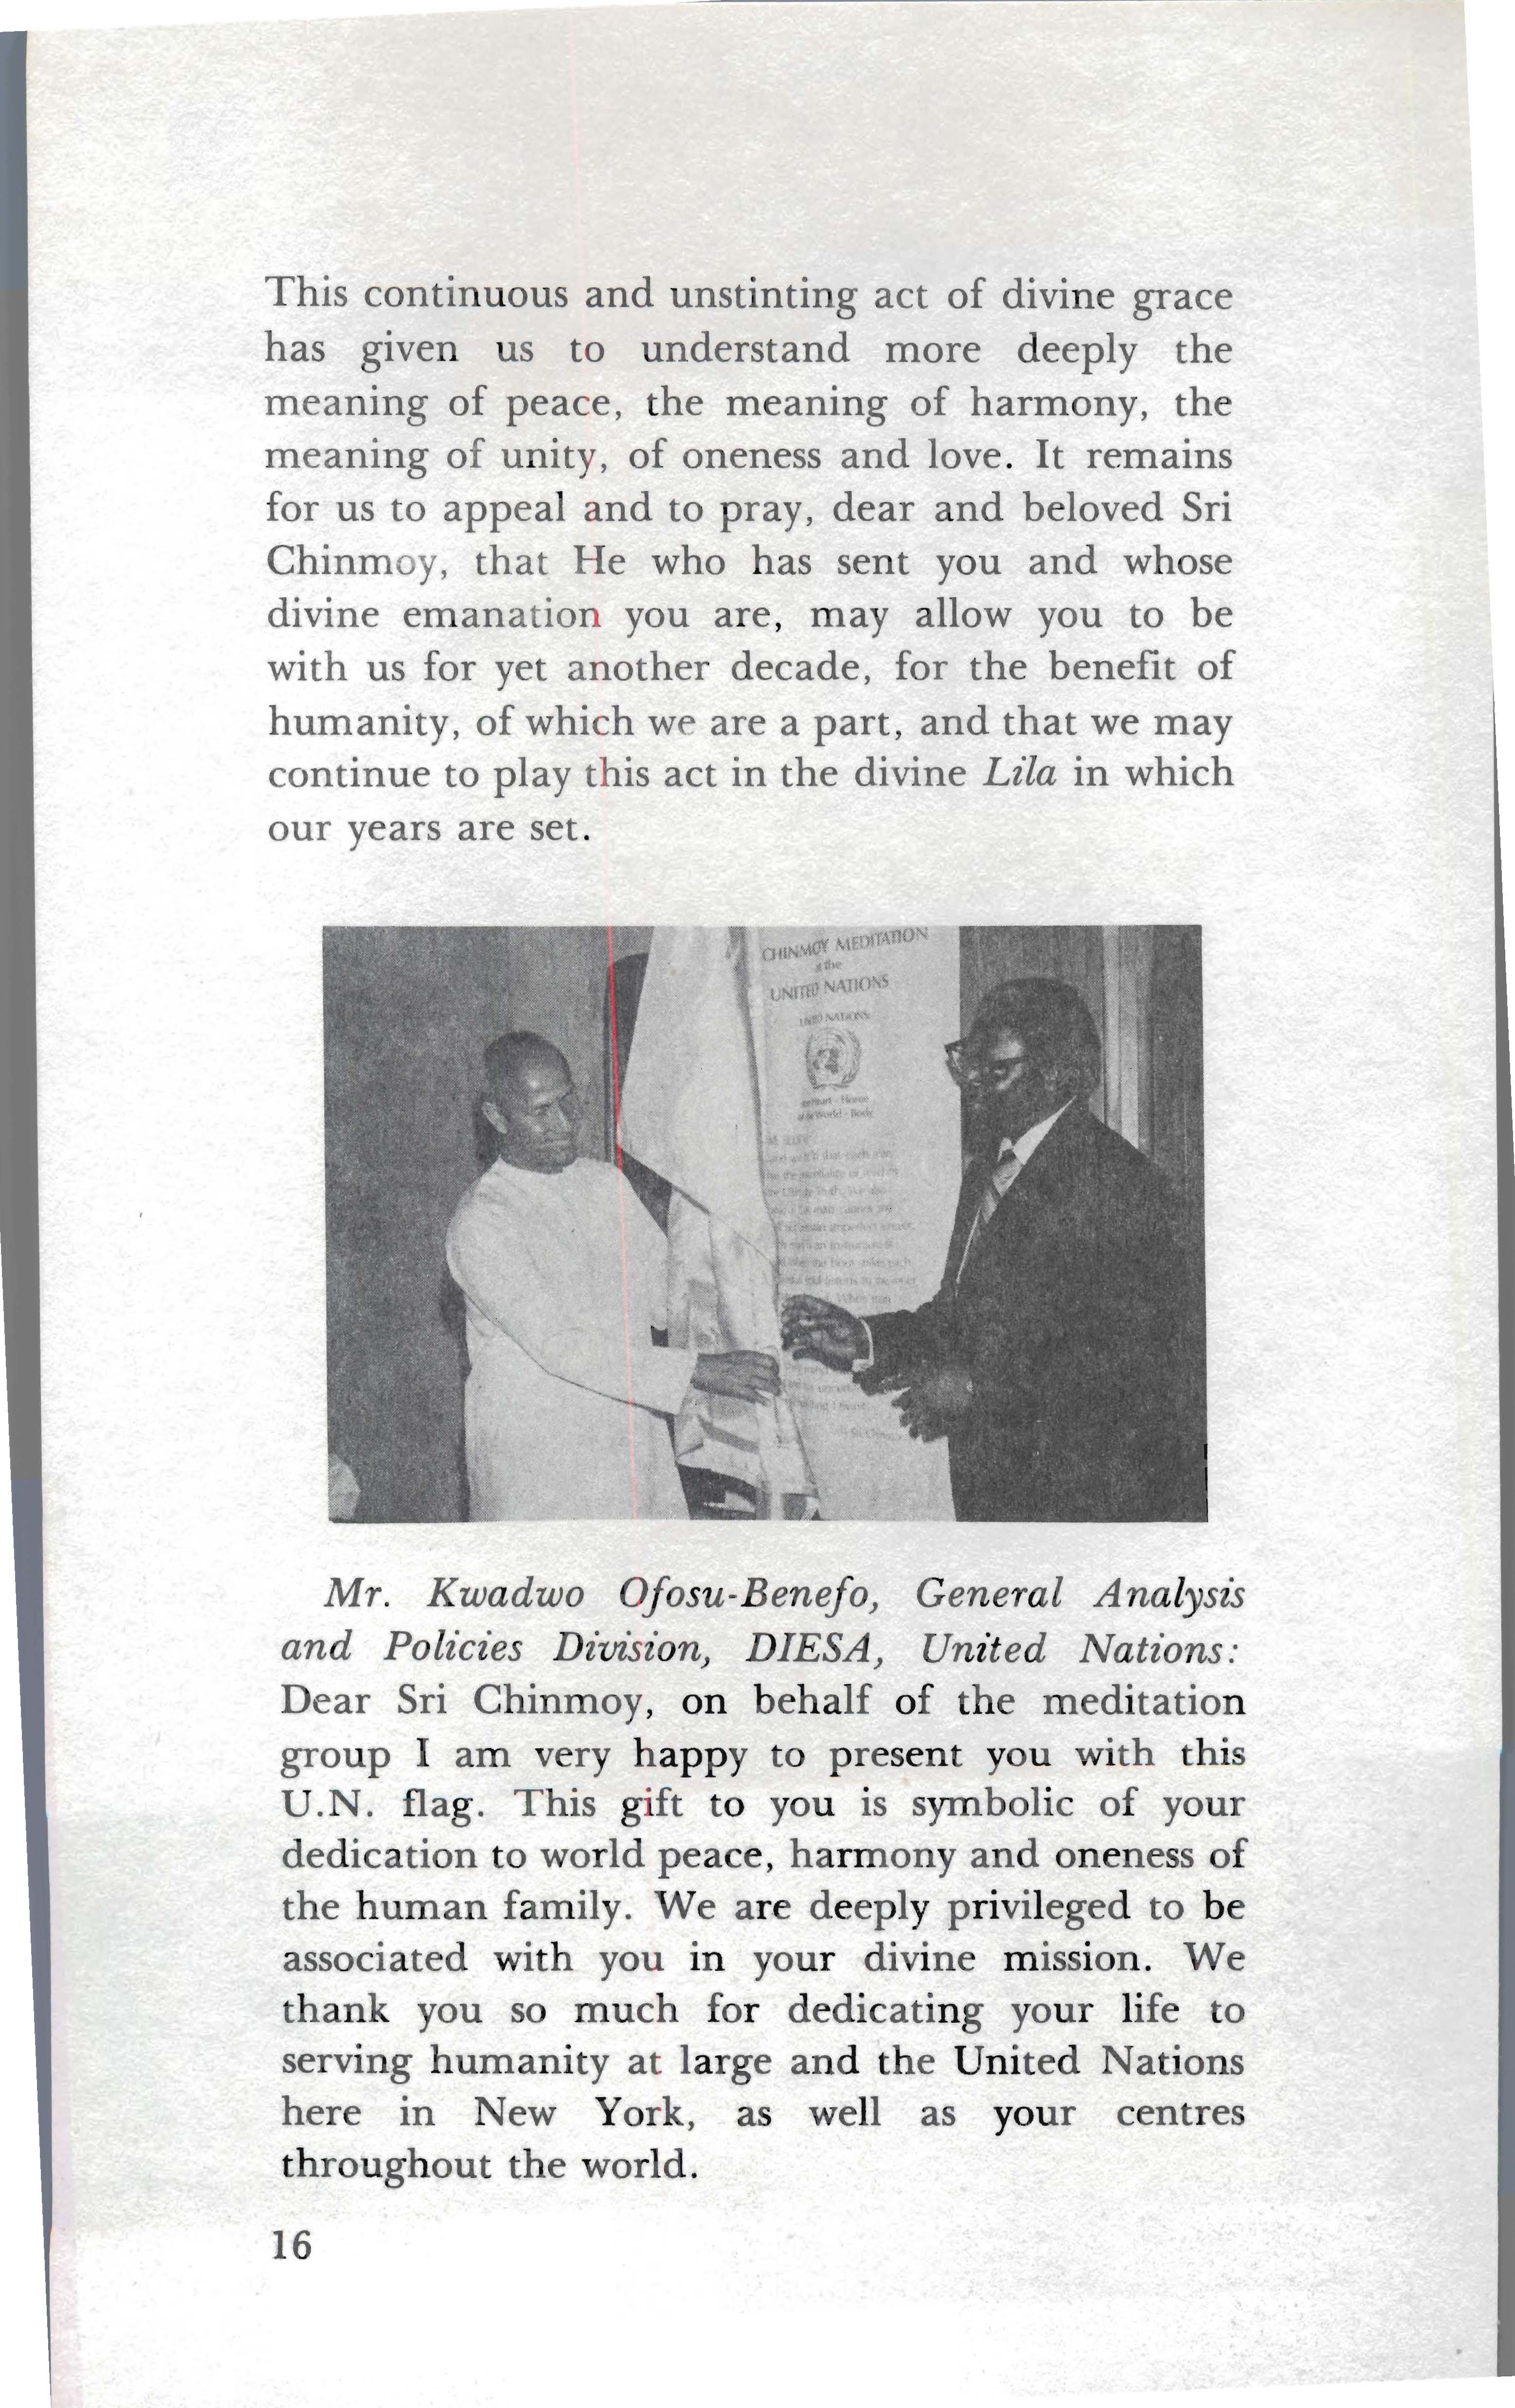 This continuous and unstinting act of divine grace
has given us to understand more deeply the
meaning of peace, the meaning of harmony, the
meaning of unity, of oneness and love. It remains
for us to appeal and to pray, dear and beloved Sri
Chinmoy, that He who has sent you and whose
divine emanation you are, may allow you to be
with us for yet another decade, for the benefit of
humanity, of which we are a part, and that we may
continue to play this act in the divine Lila in which
our years are set.
CHINMOY MEDITATION
at the
UNITED NATIONS
UNITED NATIONS
Mr. Kwadwo Ofosu-Benefo, General Analysis
and Policies Division, DIESA, United Nations:
Dear Sri Chinmoy, on behalf of the meditation
group I am very happy to present you with this
U.N. flag. This gift to you is symbolic of your
dedication to world peace, harmony and oneness of
the human family. We are deeply privileged to be
associated with you in your divine mission. We
thank you so much for dedicating your life to
serving humanity at large and the United Nations
here in New York, as well as your centres
throughout the world.
16